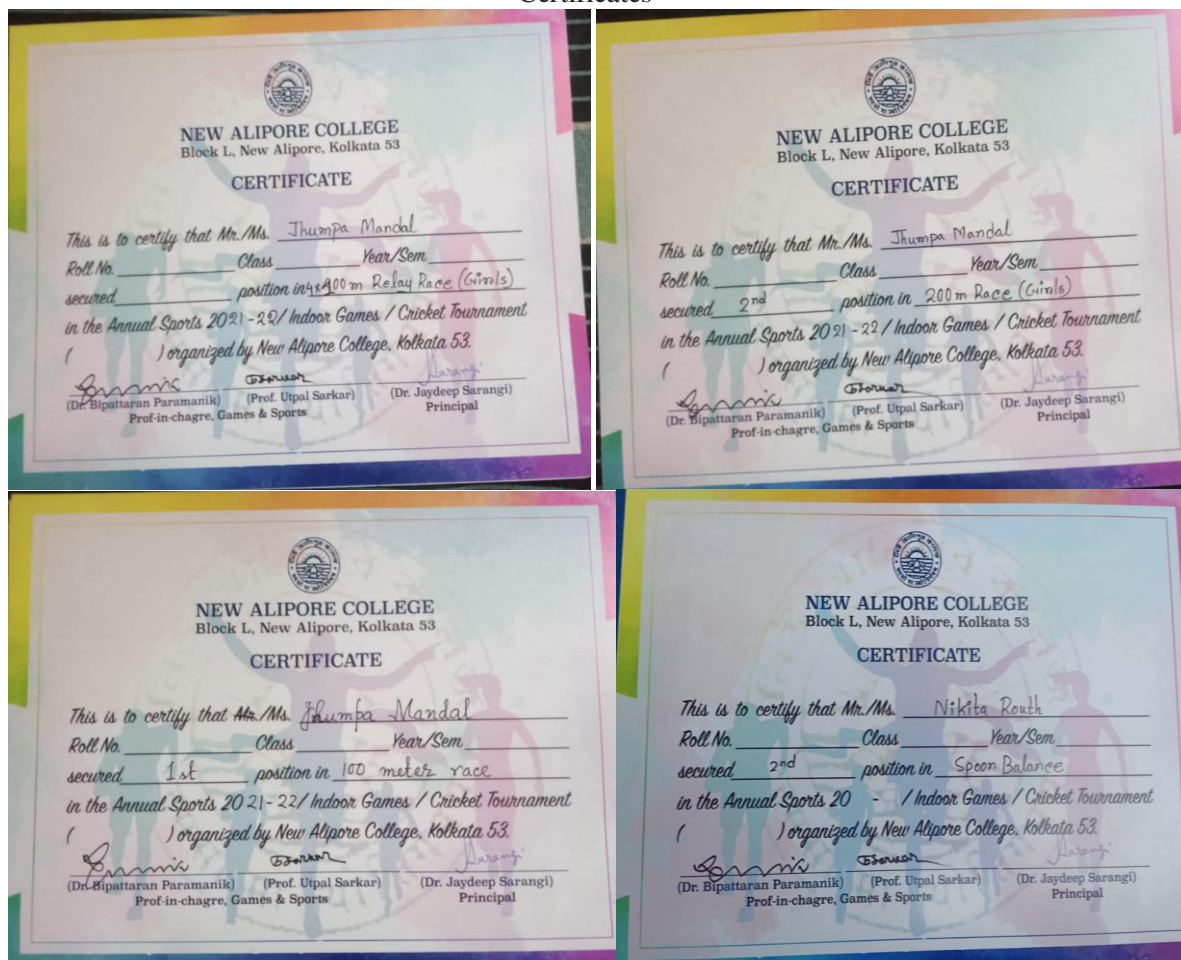 Certificates
NEW ALIPORE COLLEGE
Block L, New Alipore, Kolkata 53
CERTIFICATE
This is to certify that Mr./Ms. Jhumpa Mandal
Roll No. Class Year/Sem
secured position in 4x100m Relay Race (Girls)
in the Annual Sports 2021-22/ Indoor Games / Cricket Tournament
( ) organized by New Alipore College, Kolkata 53.
(Dr. Bipattaran Paramanik) (Prof. Utpal Sarkar) (Dr. Jaydeep Sarangi)
Prof-in-chagre, Games & Sports Principal
NEW ALIPORE COLLEGE
Block L, New Alipore, Kolkata 53
CERTIFICATE
This is to certify that Mr./Ms. Jhumpa Mandal
Roll No. Class Year/Sem
secured 2nd position in 200m Race (Girls)
in the Annual Sports 2021-22/ Indoor Games / Cricket Tournament
( ) organized by New Alipore College, Kolkata 53.
Sarangi
(Dr. Bipattaran Paramanik) (Prof. Utpal Sarkar) (Dr. Jaydeep Sarangi)
Prof-in-chagre, Games & Sports Principal
NEW ALIPORE COLLEGE
Block L, New Alipore, Kolkata 53
CERTIFICATE
This is to certify that Mr./Ms. Jhumpa Mandal
Roll No. Class Year/Sem
secured 1st position in 100 meter race
in the Annual Sports 2021-22/ Indoor Games / Cricket Tournament
( ) organized by New Alipore College, Kolkata 53.
Sarangi
(Dr. Bipattaran Paramanik) (Prof. Utpal Sarkar) (Dr. Jaydeep Sarangi)
Prof-in-chagre, Games & Sports Principal
NEW ALIPORE COLLEGE
Block L, New Alipore, Kolkata 53
CERTIFICATE
This is to certify that Mr./Ms. Nikita Routh
Roll No. Class Year/Sem
secured 2nd position in Spoon Balance
in the Annual Sports 20 - / Indoor Games / Cricket Tournament
( ) organized by New Alipore College, Kolkata 53.
Sarangi
(Dr. Bipattaran Paramanik) (Prof. Utpal Sarkar) (Dr. Jaydeep Sarangi)
Prof-in-chagre, Games & Sports Principal